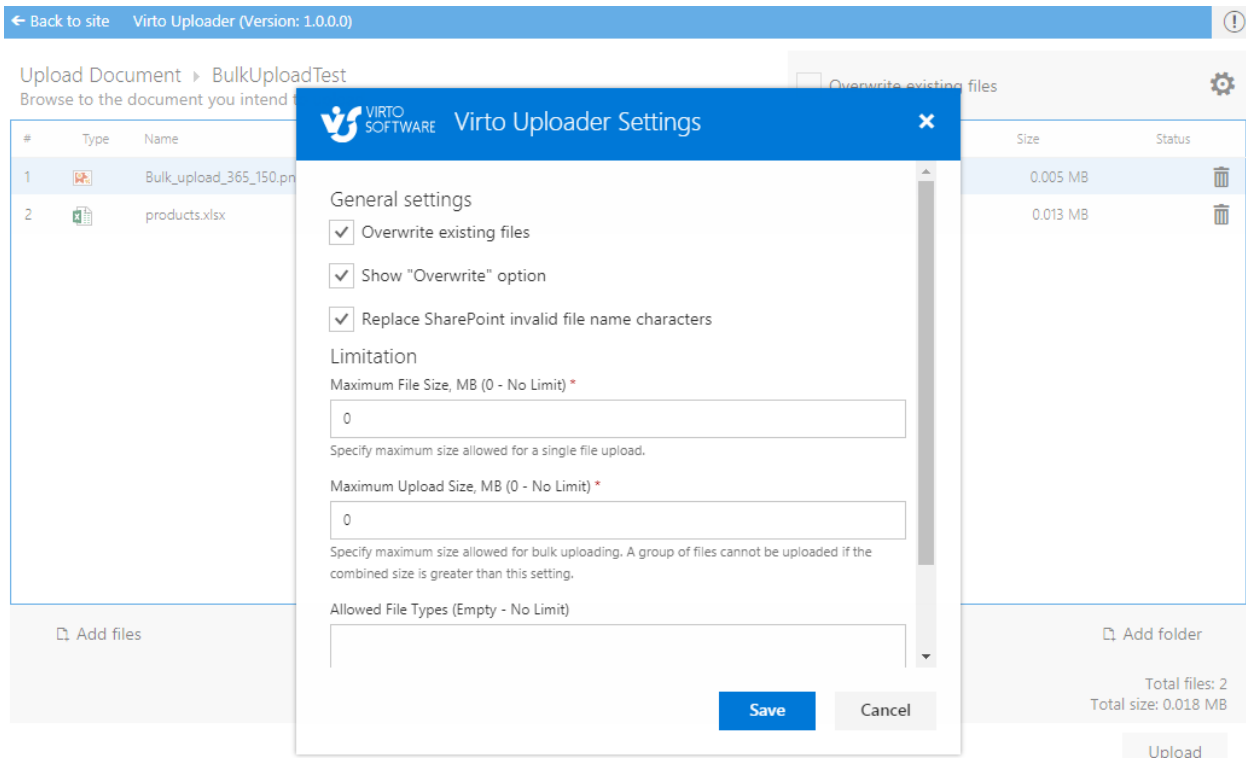 Back to site Virto Uploader (Version: 1.0.0.0)
Upload Document BulkUploadTest
Browse to the document you intend
Overwrite existing files
VIRTO
SOFTWARE
Virto Uploader Settings
# Type Name Size Status
1 Bulk_upload_365_150.pn 0.005 MB
2 products.xlsx 0.013 MB
General settings
Overwrite existing files
Show "Overwrite" option
Replace SharePoint invalid file name characters
Limitation
Maximum File Size, MB (0 - No Limit) *
0
Specify maximum size allowed for a single file upload.
Maximum Upload Size, MB (0 - No Limit) *
0
Specify maximum size allowed for bulk uploading. A group of files cannot be uploaded if the
combined size is greater than this setting.
Allowed File Types (Empty - No Limit)
Add files
Add folder
Total files: 2
Total size: 0.018 MB
Save Cancel
Upload